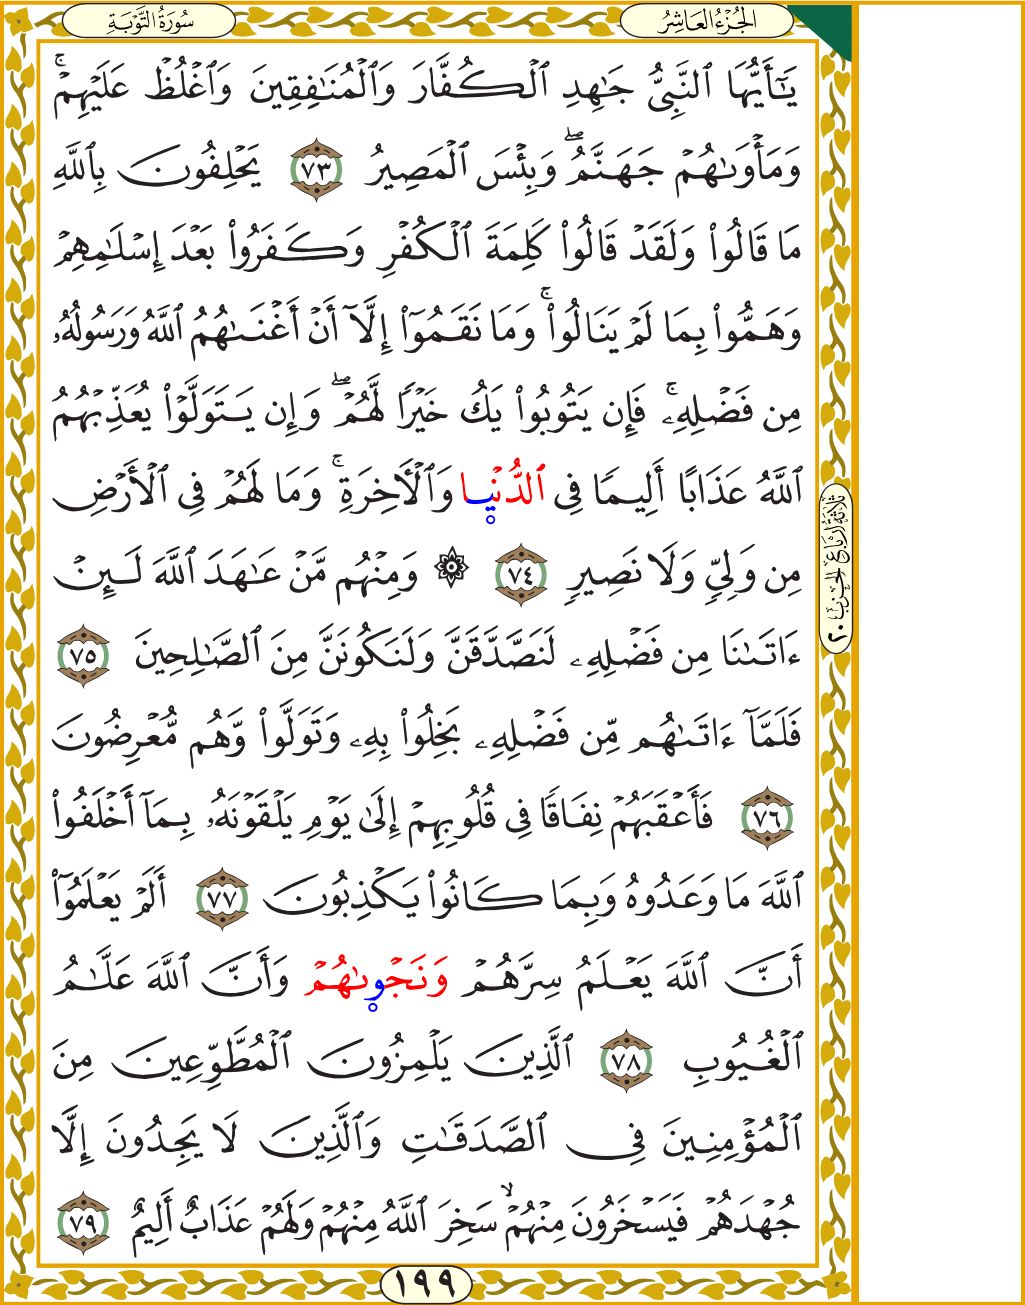 سُورَةُ التَّوْبَةِ
الجُزْءُ العَاشِرُ
يَٰٓأَيُّهَا ٱلنَّبِيُّ جَٰهِدِ ٱلْكُفَّارَ وَٱلْمُنَٰفِقِينَ وَٱغْلُظْ عَلَيْهِمْۚ
وَمَأْوَىٰهُمْ جَهَنَّمُۖ وَبِئْسَ ٱلْمَصِيرُ ٧٣ يَحْلِفُونَ بِٱللَّهِ
مَا قَالُوا۟ وَلَقَدْ قَالُوا۟ كَلِمَةَ ٱلْكُفْرِ وَكَفَرُوا۟ بَعْدَ إِسْلَٰمِهِمْ
وَهَمُّوا۟ بِمَا لَمْ يَنَالُوا۟ۚ وَمَا نَقَمُوٓا۟ إِلَّآ أَنْ أَغْنَىٰهُمُ ٱللَّهُ وَرَسُولُهُۥ
مِن فَضْلِهِۦۚ فَإِن يَتُوبُوا۟ يَكُ خَيْرًا لَّهُمْۖ وَإِن يَتَوَلَّوْا۟ يُعَذِّبْهُمُ
ٱللَّهُ عَذَابًا أَلِيمًا فِي ٱلدُّنْيَا وَٱلْأٓخِرَةِۚ وَمَا لَهُمْ فِي ٱلْأَرْضِ
مِن وَلِيٍّ وَلَا نَصِيرٍ ٧٤ ۞ وَمِنْهُم مَّنْ عَٰهَدَ ٱللَّهَ لَئِنْ
ءَاتَىٰنَا مِن فَضْلِهِۦ لَنَصَّدَّقَنَّ وَلَنَكُونَنَّ مِنَ ٱلصَّٰلِحِينَ ٧٥
فَلَمَّآ ءَاتَىٰهُم مِّن فَضْلِهِۦ بَخِلُوا۟ بِهِۦ وَتَوَلَّوا۟ وَّهُم مُّعْرِضُونَ
٧٦ فَأَعْقَبَهُمْ نِفَاقًا فِي قُلُوبِهِمْ إِلَىٰ يَوْمِ يَلْقَوْنَهُۥ بِمَآ أَخْلَفُوا۟
ٱللَّهَ مَا وَعَدُوهُ وَبِمَا كَانُوا۟ يَكْذِبُونَ ٧٧ أَلَمْ يَعْلَمُوٓا۟
أَنَّ ٱللَّهَ يَعْلَمُ سِرَّهُمْ وَنَجْوَىٰهُمْ وَأَنَّ ٱللَّهَ عَلَّٰمُ
ٱلْغُيُوبِ ٧٨ ٱلَّذِينَ يَلْمِزُونَ ٱلْمُطَّوِّعِينَ مِنَ
ٱلْمُؤْمِنِينَ فِي ٱلصَّدَقَٰتِ وَٱلَّذِينَ لَا يَجِدُونَ إِلَّا
جُهْدَهُمْ فَيَسْخَرُونَ مِنْهُمْۙ سَخِرَ ٱللَّهُ مِنْهُمْ وَلَهُمْ عَذَابٌ أَلِيمٌ ٧٩
ثَلَاثَةُ أَرْبَاعِ الحِزْبِ ٢٠
١٩٩